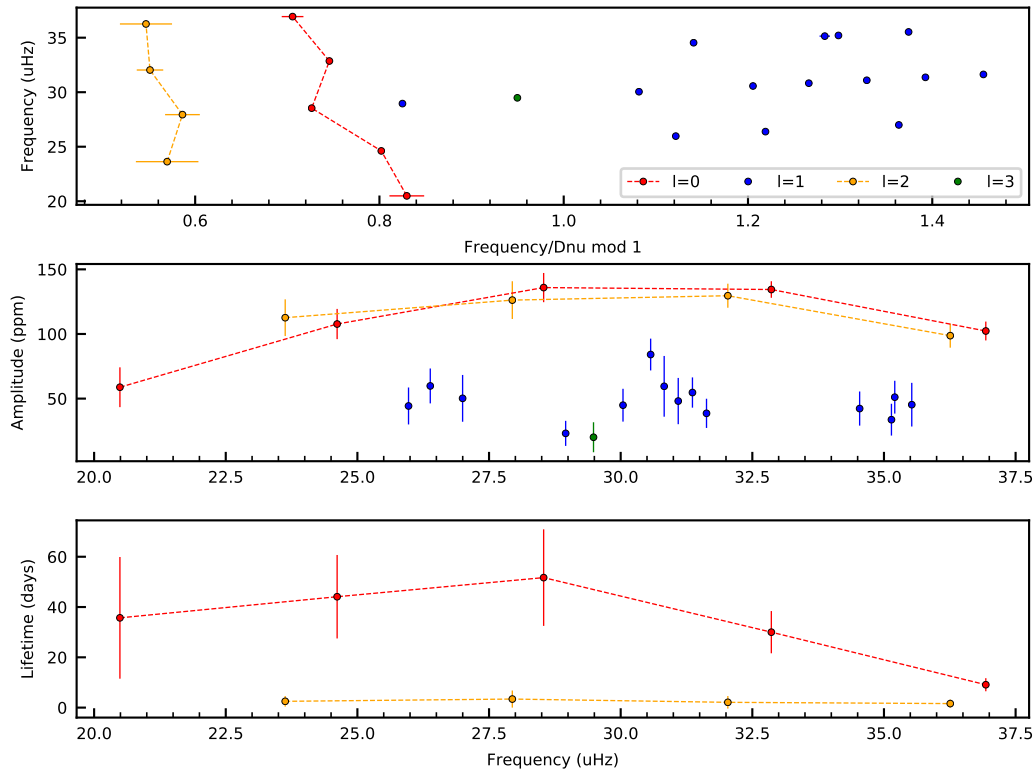 35
30
25
20
Frequency (uHz)
l=0 l=1 l=2 l=3
0.6 0.8 1.0 1.2 1.4
Frequency/Dnu mod 1
150
100
50
Amplitude (ppm)
20.0 22.5 25.0 27.5 30.0 32.5 35.0 37.5
60
40
20
0
Lifetime (days)
20.0 22.5 25.0 27.5 30.0 32.5 35.0 37.5
Frequency (uHz)